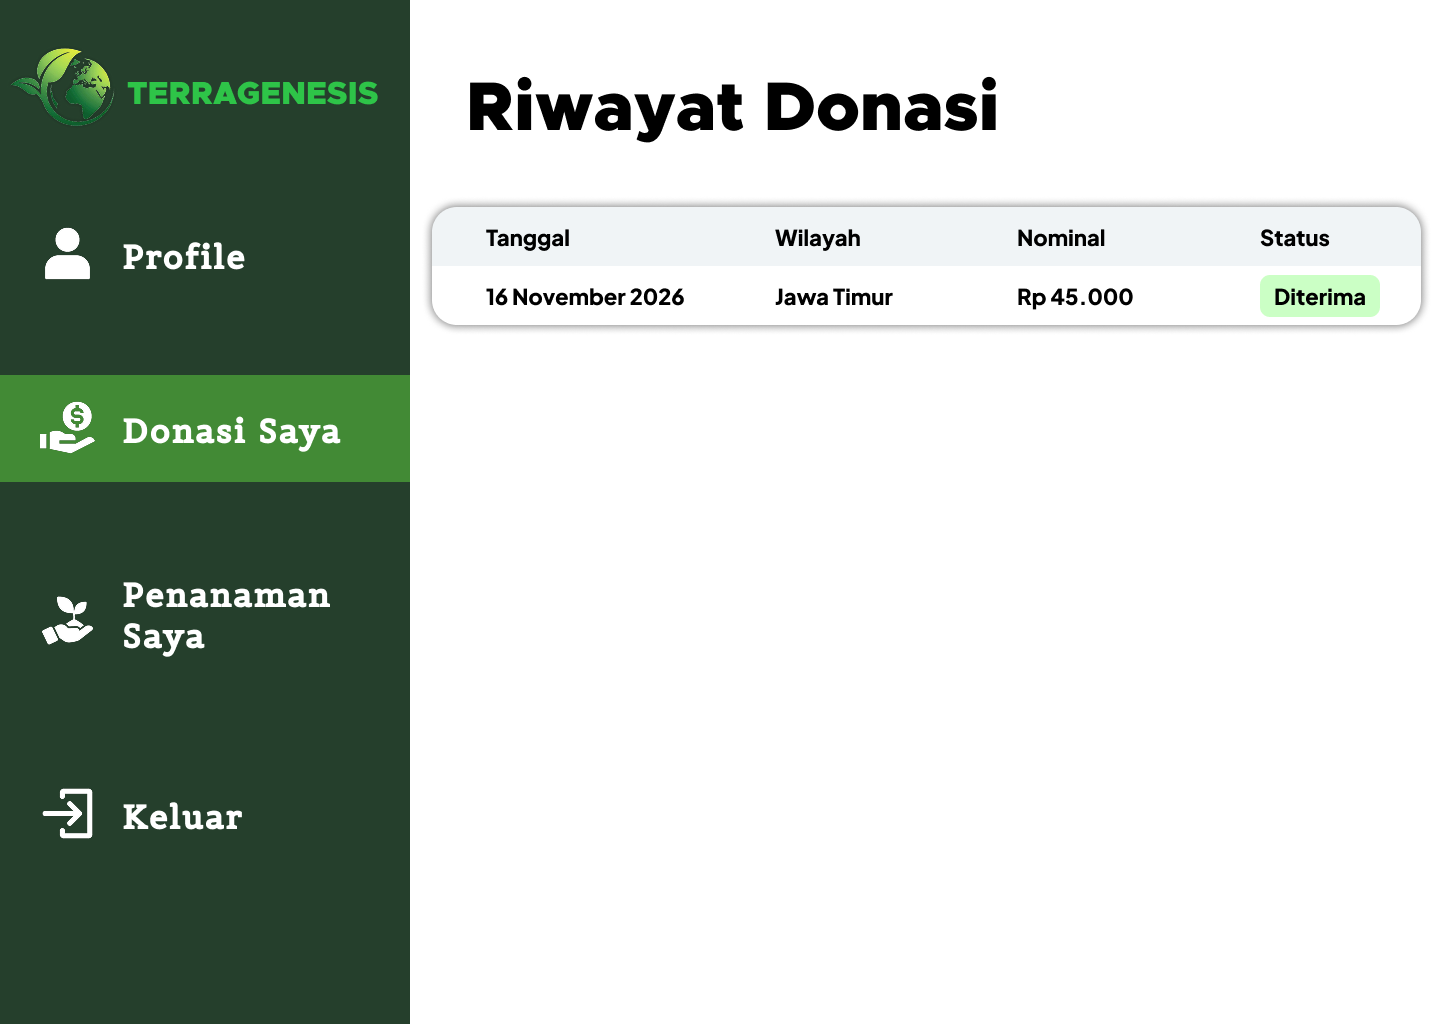 TERRAGENESIS
Profile
Donasi Saya
Penanaman
Saya
Keluar
Riwayat Donasi
Tanggal Wilayah Nominal Status
16 November 2026 Jawa Timur Rp 45.000 Diterima